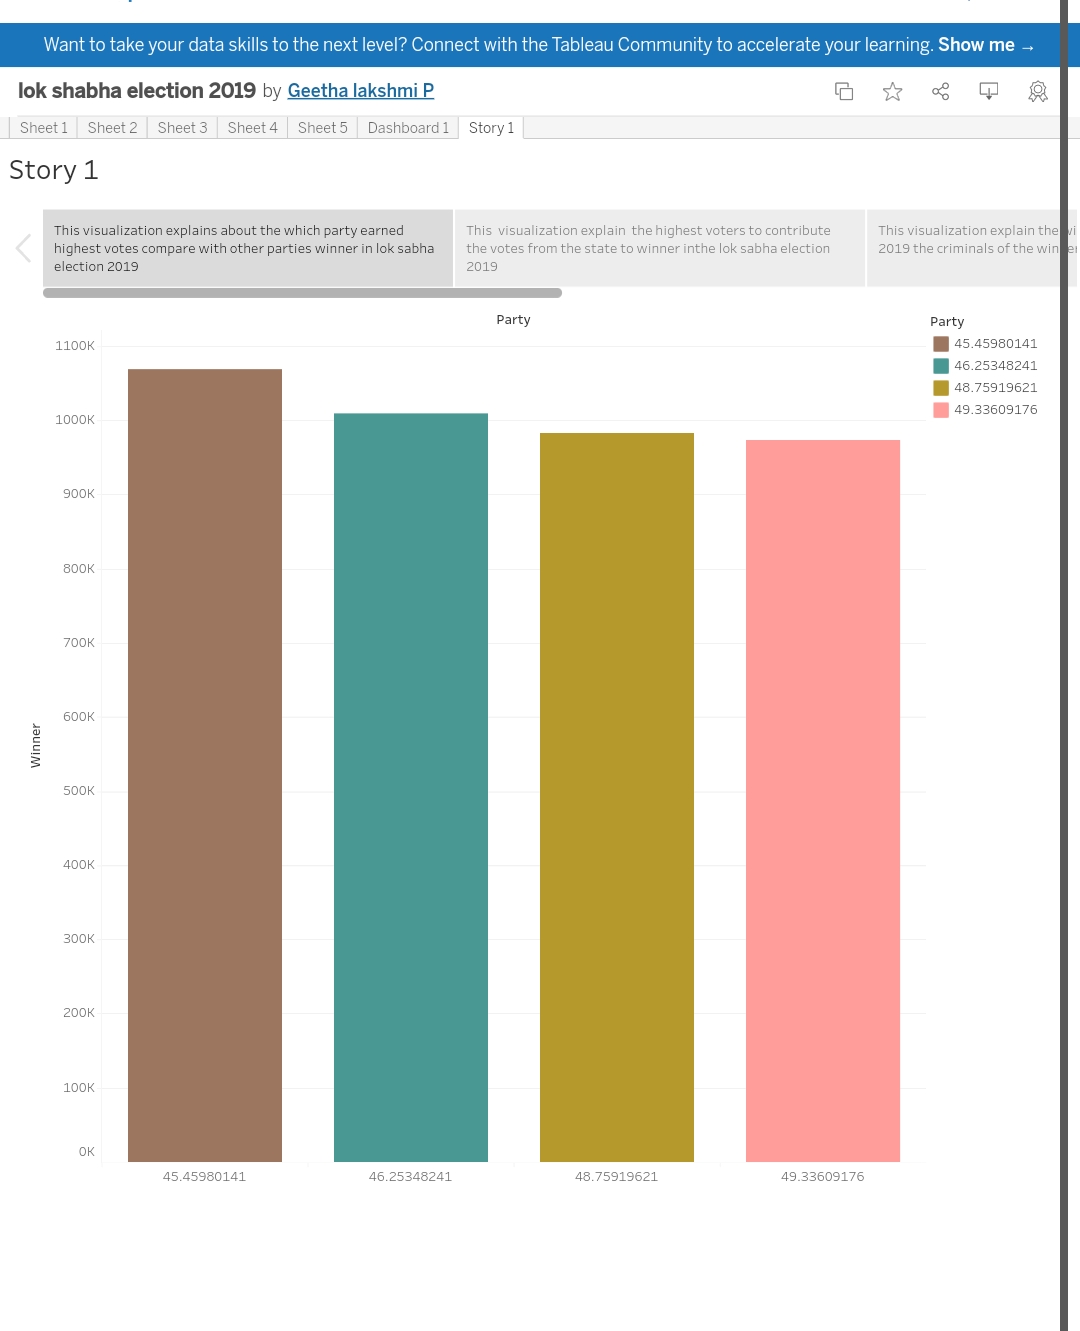 Want to take your data skills to the next level? Connect with the Tableau Community to accelerate your learning. Show me →
lok shabha election 2019 by Geetha lakshmi P
Sheet 1 Sheet 2 Sheet 3 Sheet 4 Sheet 5 Dashboard 1 Story 1
Story 1
This visualization explains about the which party earned
highest votes compare with other parties winner in lok sabha
election 2019
This visualization explain the highest voters to contribute
the votes from the state to winner inthe lok sabha election
2019
This visualization explain the
2019 the criminals of the
Party
Party
45.45980141
46.25348241
48.75919621
49.33609176
1100K
1000K
900K
800K
700K
600K
500K
400K
300K
200K
100K
0K
Winner
45.45980141 46.25348241 48.75919621 49.33609176